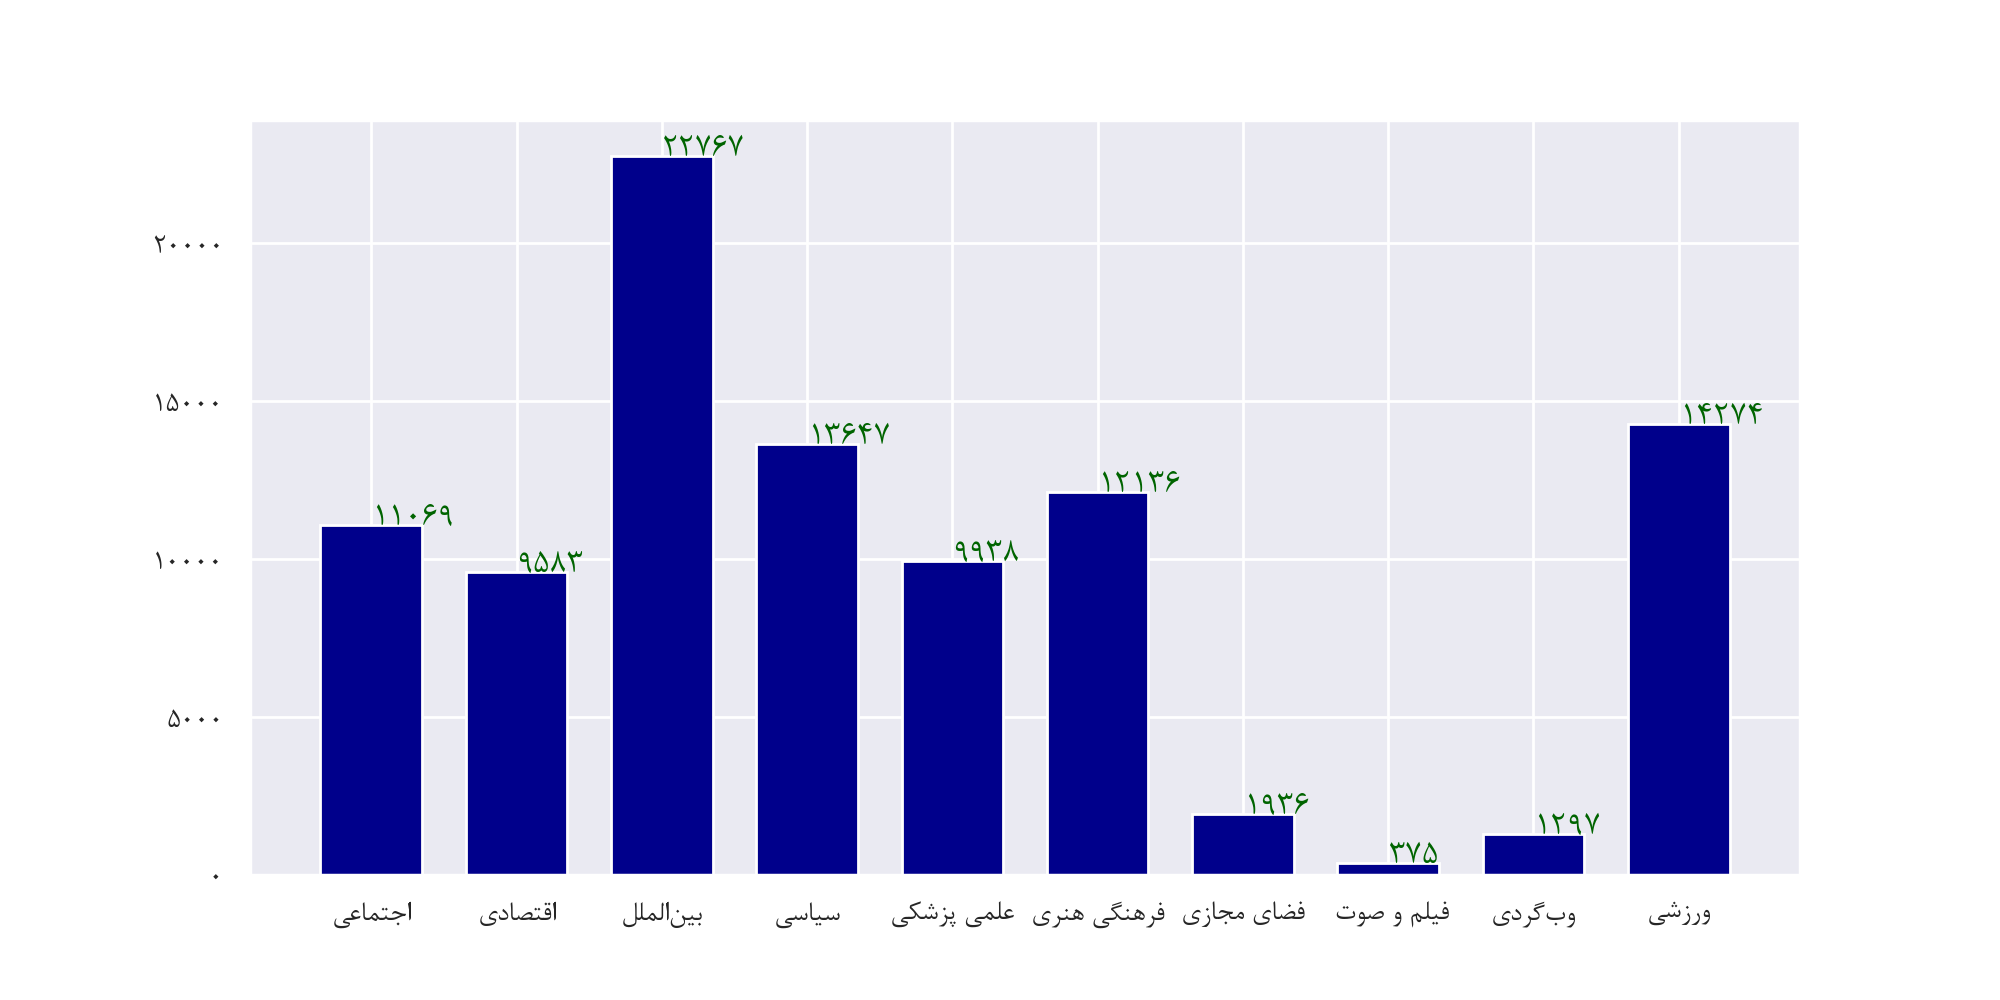 ۲۲۷۶۷
۲۰۰۰۰
۱۵۰۰۰
۱۴۲۷۴
۱۳۶۴۷
۱۲۱۳۶
۱۱۰۶۹
۱۰۰۰۰
۹۵۸۳
۹۹۳۸
۵۰۰۰
۱۹۳۶
۳۷۵
۱۲۹۷
۰
اجتماعی
اقتصادی
بین‌الملل
سیاسی
علمی پزشکی
فرهنگی هنری
فضای مجازی
فیلم و صوت
وب‌گردی
ورزشی